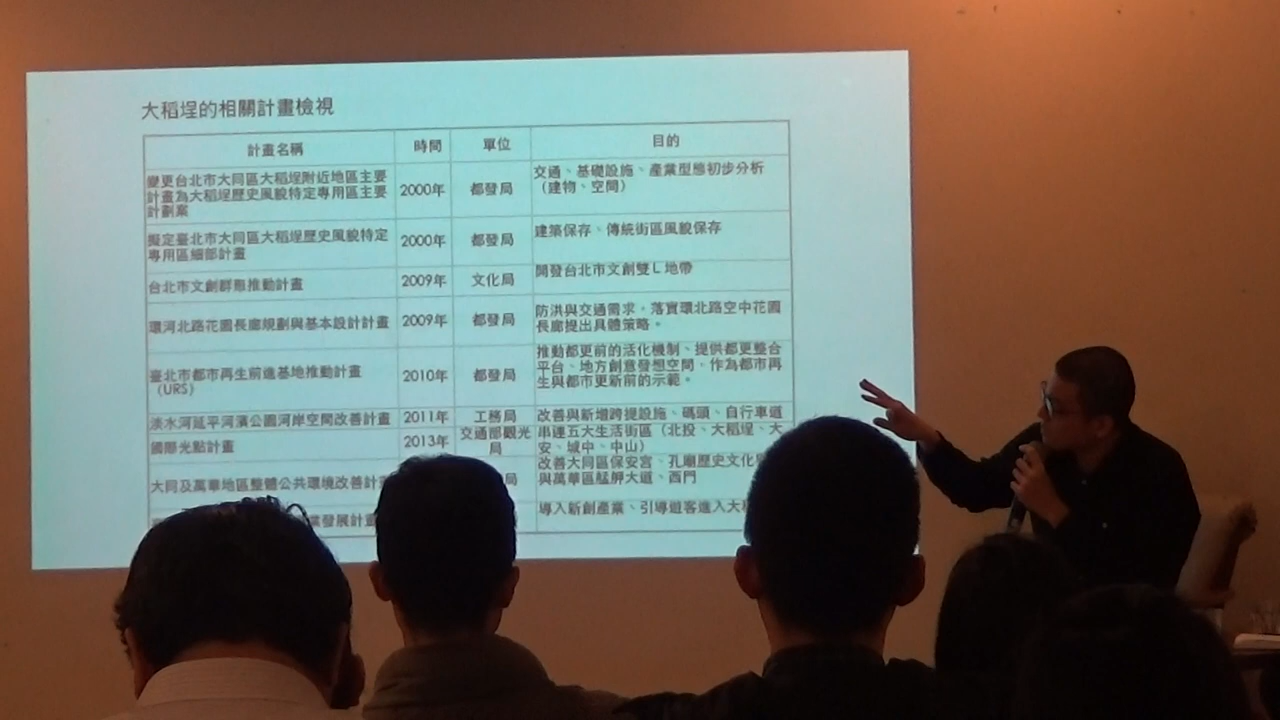 大稻埕的相關計畫檢視
計畫名稱 時間 單位 目的
變更台北市大同區大稻埕附近地區主要
計畫為大稻埕歷史風貌特定專用區主要
計劃案
2000年 都發局
交通、基礎設施、產業型態初步分析
（建物、空間）
擬定臺北市大同區大稻埕歷史風貌特定
專用區細部計畫
2000年 都發局
建築保存、傳統街區風貌保存
台北市文創群聚推動計畫 2009年 文化局 開發台北市文創雙L地帶
環河北路花園長廊規劃與基本設計計畫 2009年 都發局
防洪與交通需求，落實環北路空中花園
長廊提出具體策略。
臺北市都市再生前進基地推動計畫
（URS）
2010年 都發局
推動都更前的活化機制、提供都更整合
平台、地方創意發想空間，作為都市再
生與都市更新前的示範。
淡水河延平河濱公園河岸空間改善計畫 2011年 工務局 改善與新增跨提設施、碼頭、自行車道
國際光點計畫 2013年
交通部觀光
局
串連五大生活街區（北投、大稻埕、大
安、城中、中山）
大同及萬華地區整體公共環境改善計
局
改善大同區保安宮、孔廟歷史文化
與萬華區艋舺大道、西門
業發展計畫
導入新創產業、引導遊客進入大